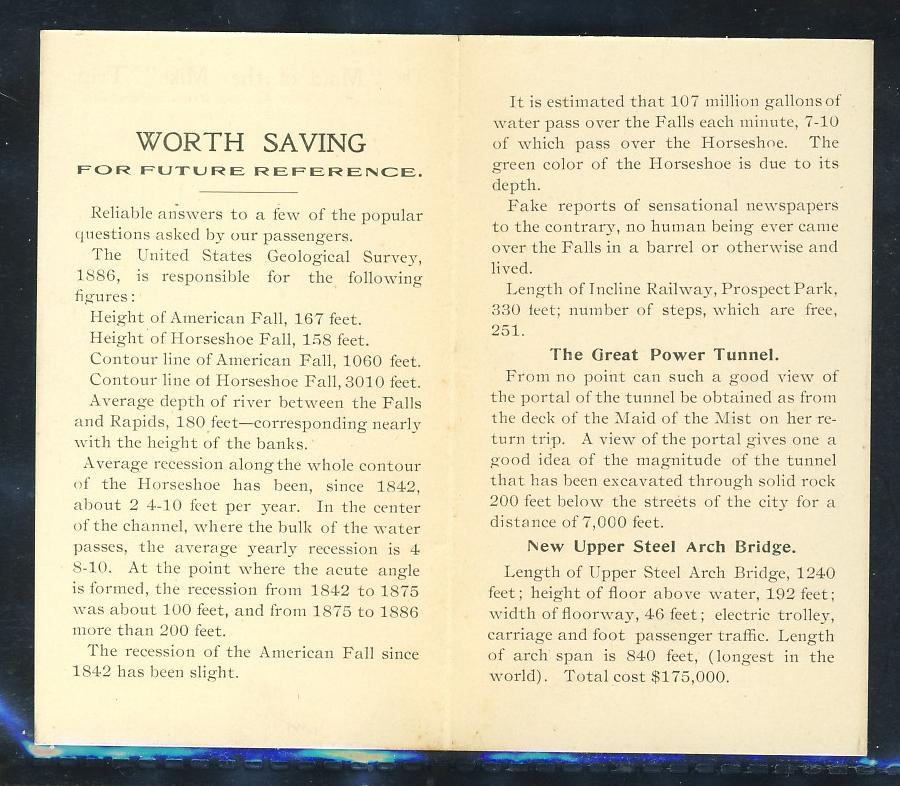 WORTH SAVING
FOR FUTURE REFERENCE.
Reliable answers to a few of the popular
questions asked by our passengers.
The United States Geological Survey,
1886, is responsible for the following
figures:
Height of American Fall, 167 feet.
Height of Horseshoe Fall, 158 feet.
Contour line of American Fall, 1060 feet.
Contour line of Horseshoe Fall, 3010 feet.
Average depth of river between the Falls
and Rapids, 180 feet—corresponding nearly
with the height of the banks.
Average recession along the whole contour
of the Horseshoe has been, since 1842,
about 2 4-10 feet per year. In the center
of the channel, where the bulk of the water
passes, the average yearly recession is 4
8-10. At the point where the acute angle
is formed, the recession from 1842 to 1875
was about 100 feet, and from 1875 to 1886
more than 200 feet.
The recession of the American Fall since
1842 has been slight.
It is estimated that 107 million gallons of
water pass over the Falls each minute, 7-10
of which pass over the Horseshoe. The
green color of the Horseshoe is due to its
depth.
Fake reports of sensational newspapers
to the contrary, no human being ever came
over the Falls in a barrel or otherwise and
lived.
Length of Incline Railway, Prospect Park,
330 feet; number of steps, which are free,
251.
The Great Power Tunnel.
From no point can such a good view of
the portal of the tunnel be obtained as from
the deck of the Maid of the Mist on her re-
turn trip. A view of the portal gives one a
good idea of the magnitude of the tunnel
that has been excavated through solid rock
200 feet below the streets of the city for a
distance of 7,000 feet.
New Upper Steel Arch Bridge.
Length of Upper Steel Arch Bridge, 1240
feet; height of floor above water, 192 feet;
width of floorway, 46 feet; electric trolley,
carriage and foot passenger traffic. Length
of arch span is 840 feet, (longest in the
world). Total cost $175,000.